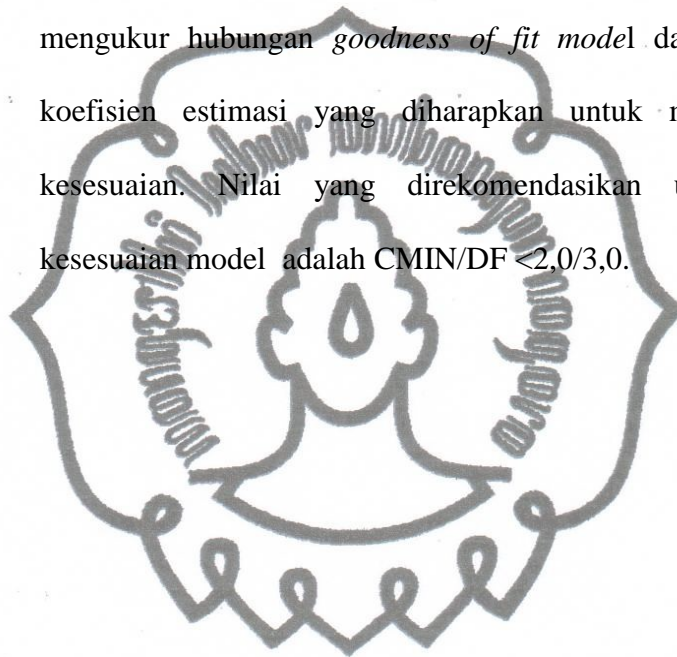 mengukur hubungan goodness of fit model da
koefisien estimasi yang diharapkan untuk
kesesuaian. Nilai yang direkomendasikan
kesesuaian model adalah CMIN/DF <2,0/3,0.